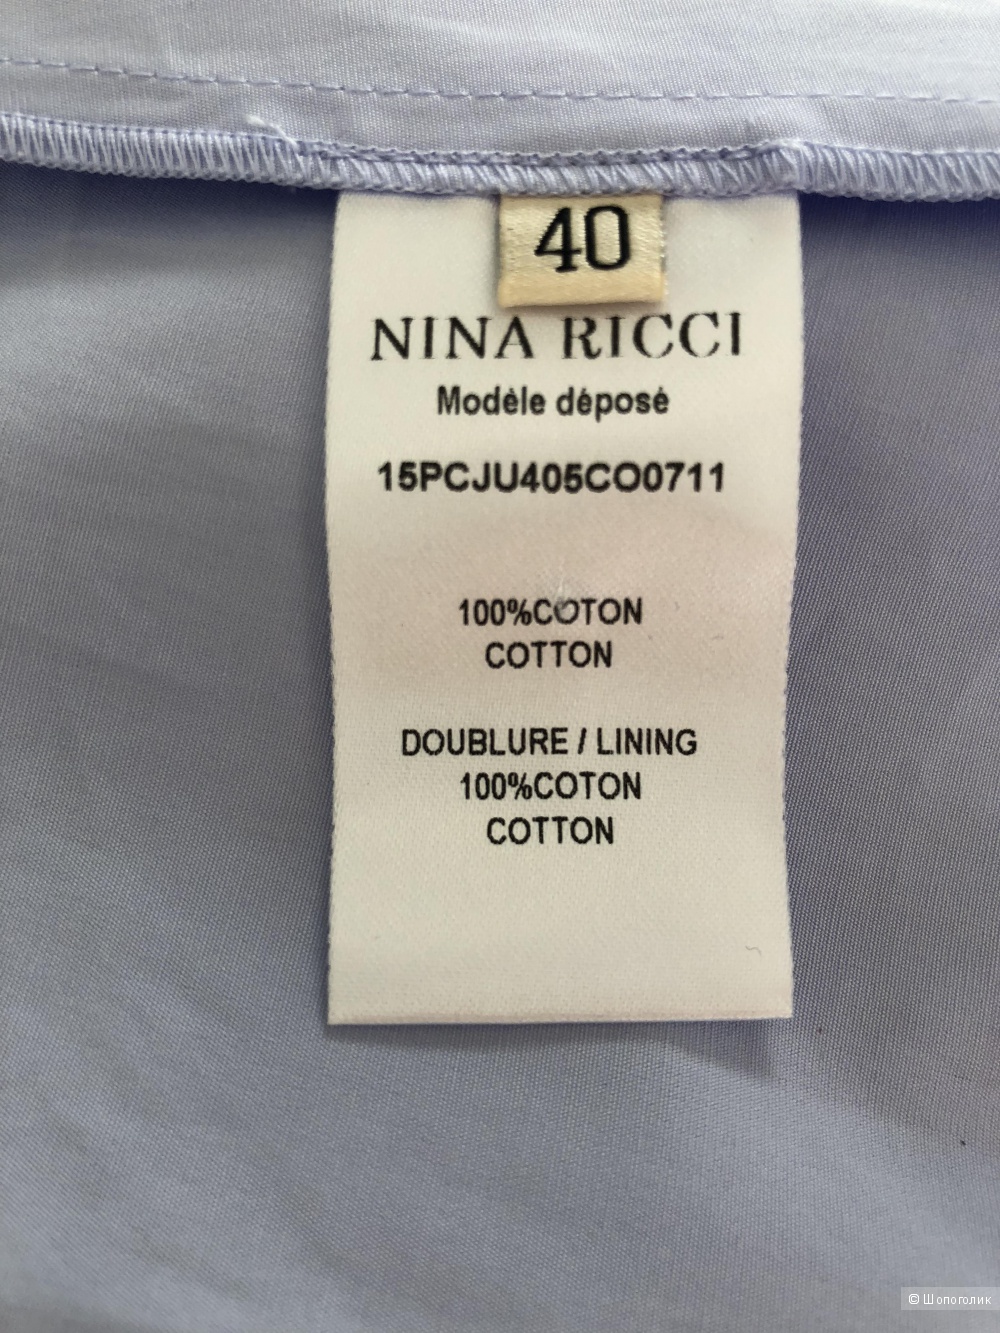 40
NINA RICCI
Modèle déposé
15PCJU405CO0711
100%COTON
COTTON
DOUBLURE / LINING
100%COTON
COTTON
© Шопоголик